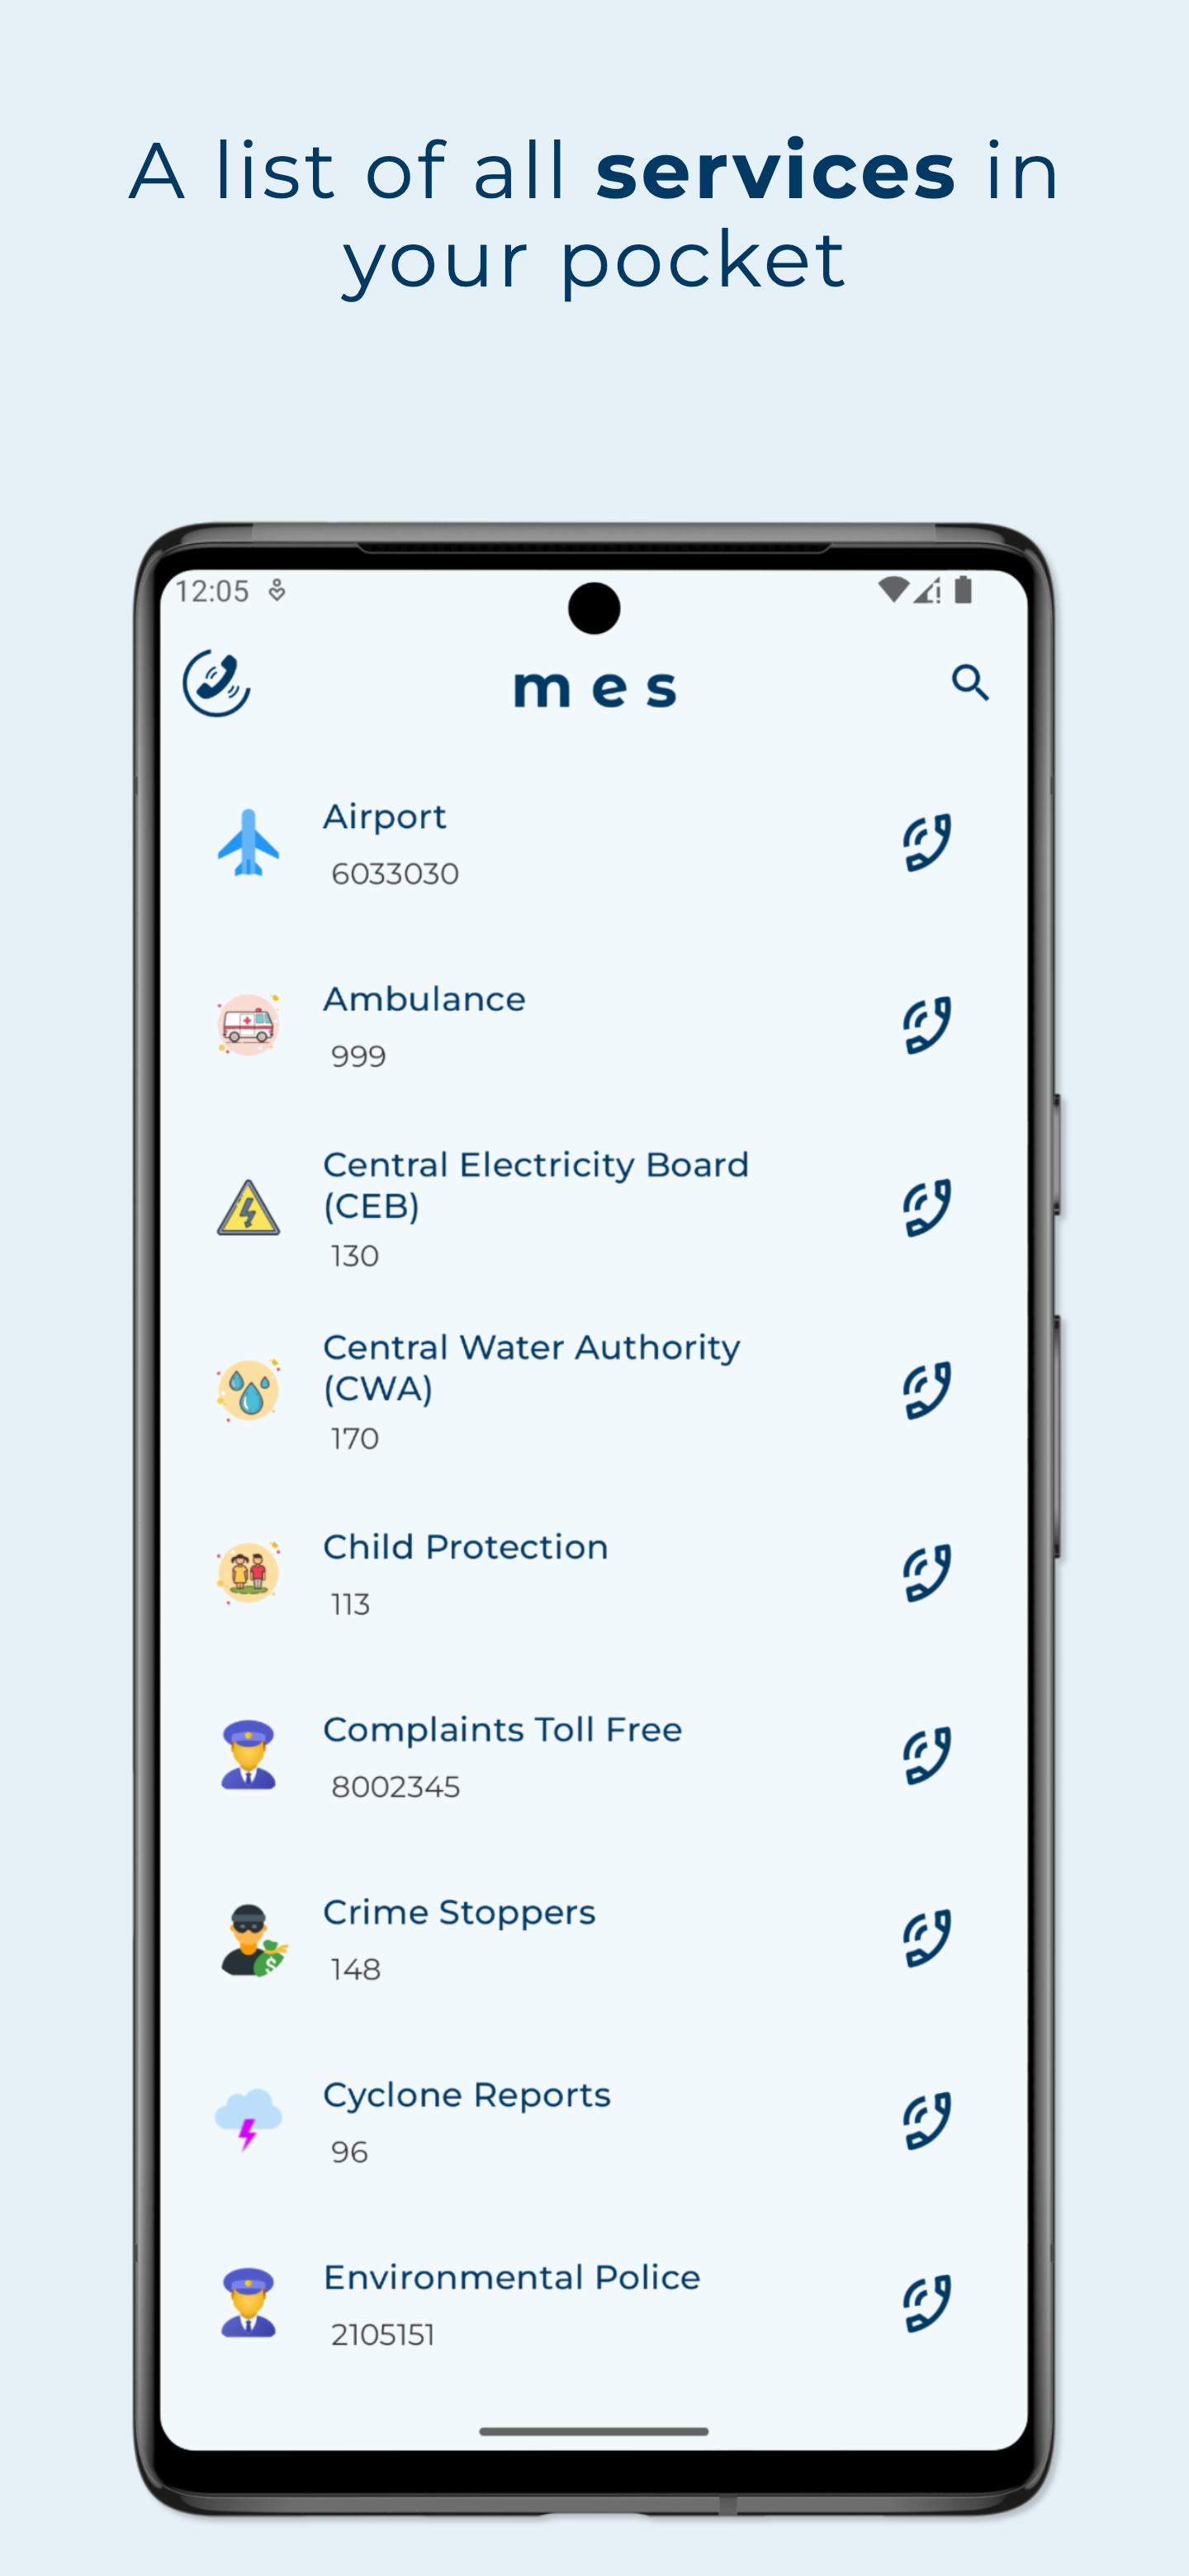 A list of all services in
your pocket
12:05
mes
Airport
6033030
Ambulance
999
Central Electricity Board
(CEB)
130
Central Water Authority
(CWA)
170
Child Protection
113
Complaints Toll Free
8002345
Crime Stoppers
148
Cyclone Reports
96
Environmental Police
2105151